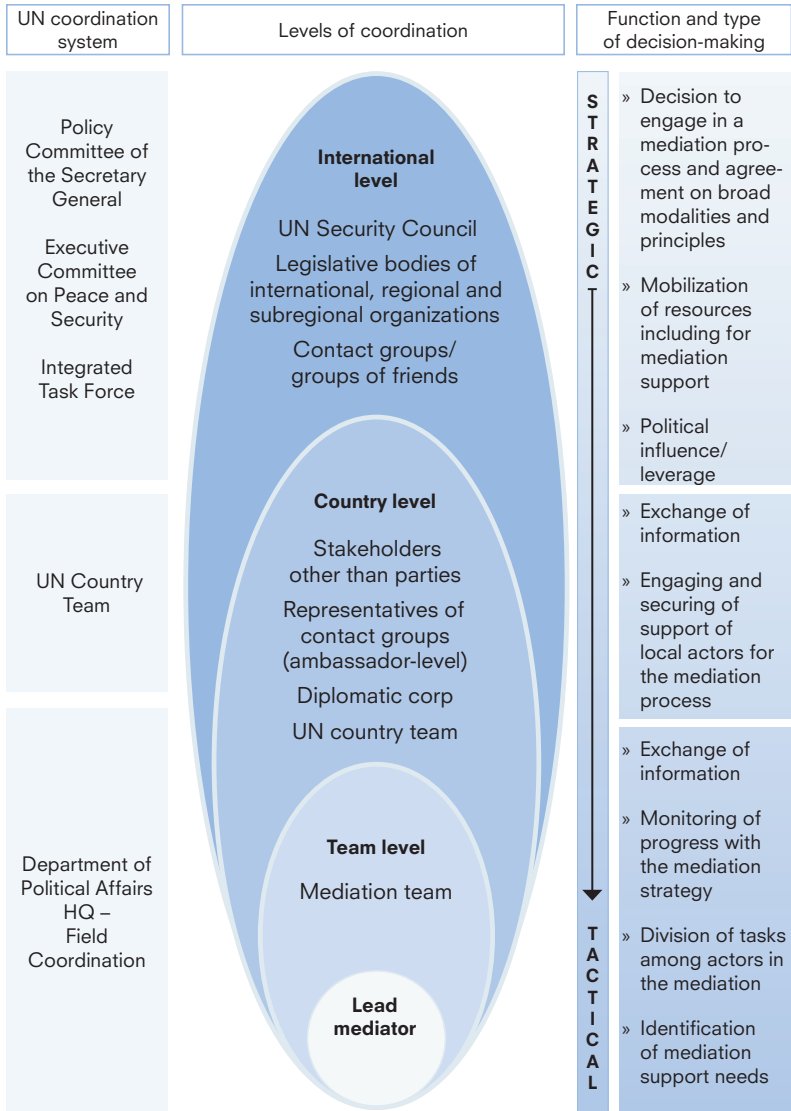 UN coordination
system
Levels of coordination
Function and type
of decision-making
Policy
Committee of
the Secretary
General
Executive
Committee
on Peace and
Security
Integrated
Task Force
UN Country
Team
Department of
Political Affairs
HQ –
Field
Coordination
International
level
UN Security Council
Legislative bodies of
international, regional and
subregional organizations
Contact groups/
groups of friends
Country level
Stakeholders
other than parties
Representatives of
contact groups
(ambassador-level)
Diplomatic corp
UN country team
Team level
Mediation team
Lead
mediator
S
T
R
A
T
E
G
I
C
T
A
C
T
I
C
A
L
» Decision to
engage in a
mediation pro-
cess and agree-
ment on broad
modalities and
principles
» Mobilization
of resources
including for
mediation
support
» Political
influence/
leverage
» Exchange of
information
» Engaging and
securing of
support of
local actors for
the mediation
process
» Exchange of
information
» Monitoring of
progress with
the mediation
strategy
» Division of tasks
among actors in
the mediation
» Identification
of mediation
support needs